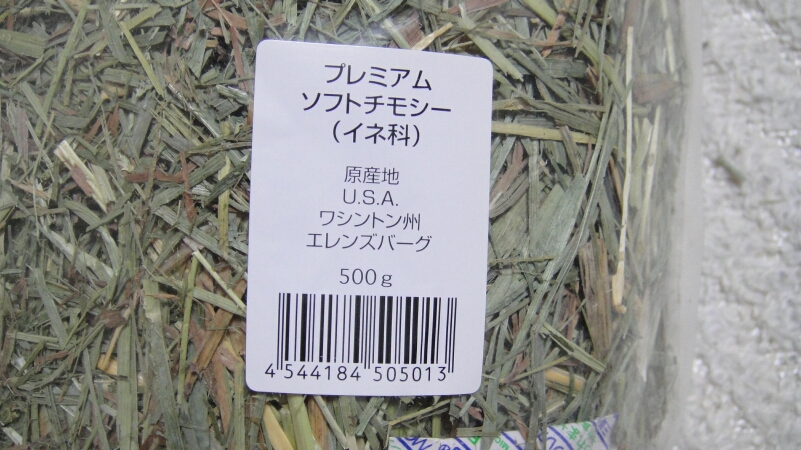 プレミアム
ソフトチモシー
（イネ科）
原産地
U.S.A.
ワシントン州
エレンズバーグ
500g
4 544184 505013